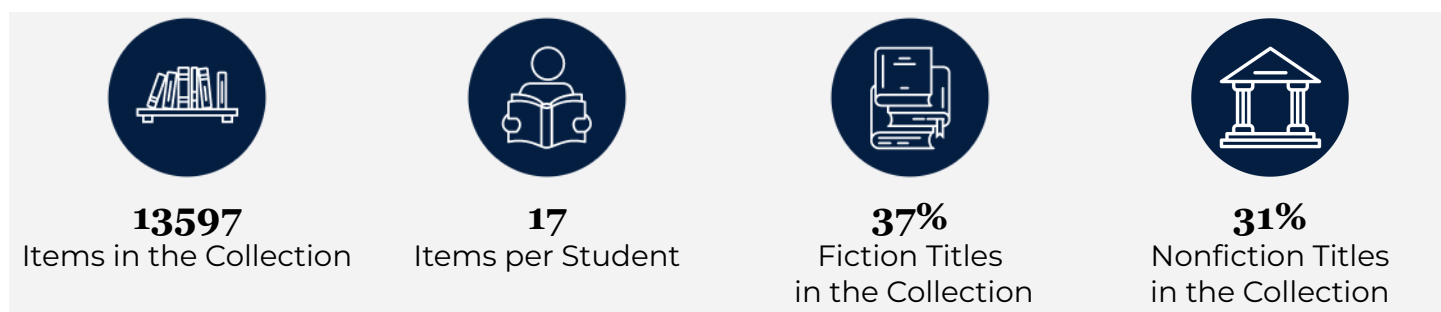 13597
Items in the Collection
17
Items per Student
37%
Fiction Titles
in the Collection
31%
Nonfiction Titles
in the Collection